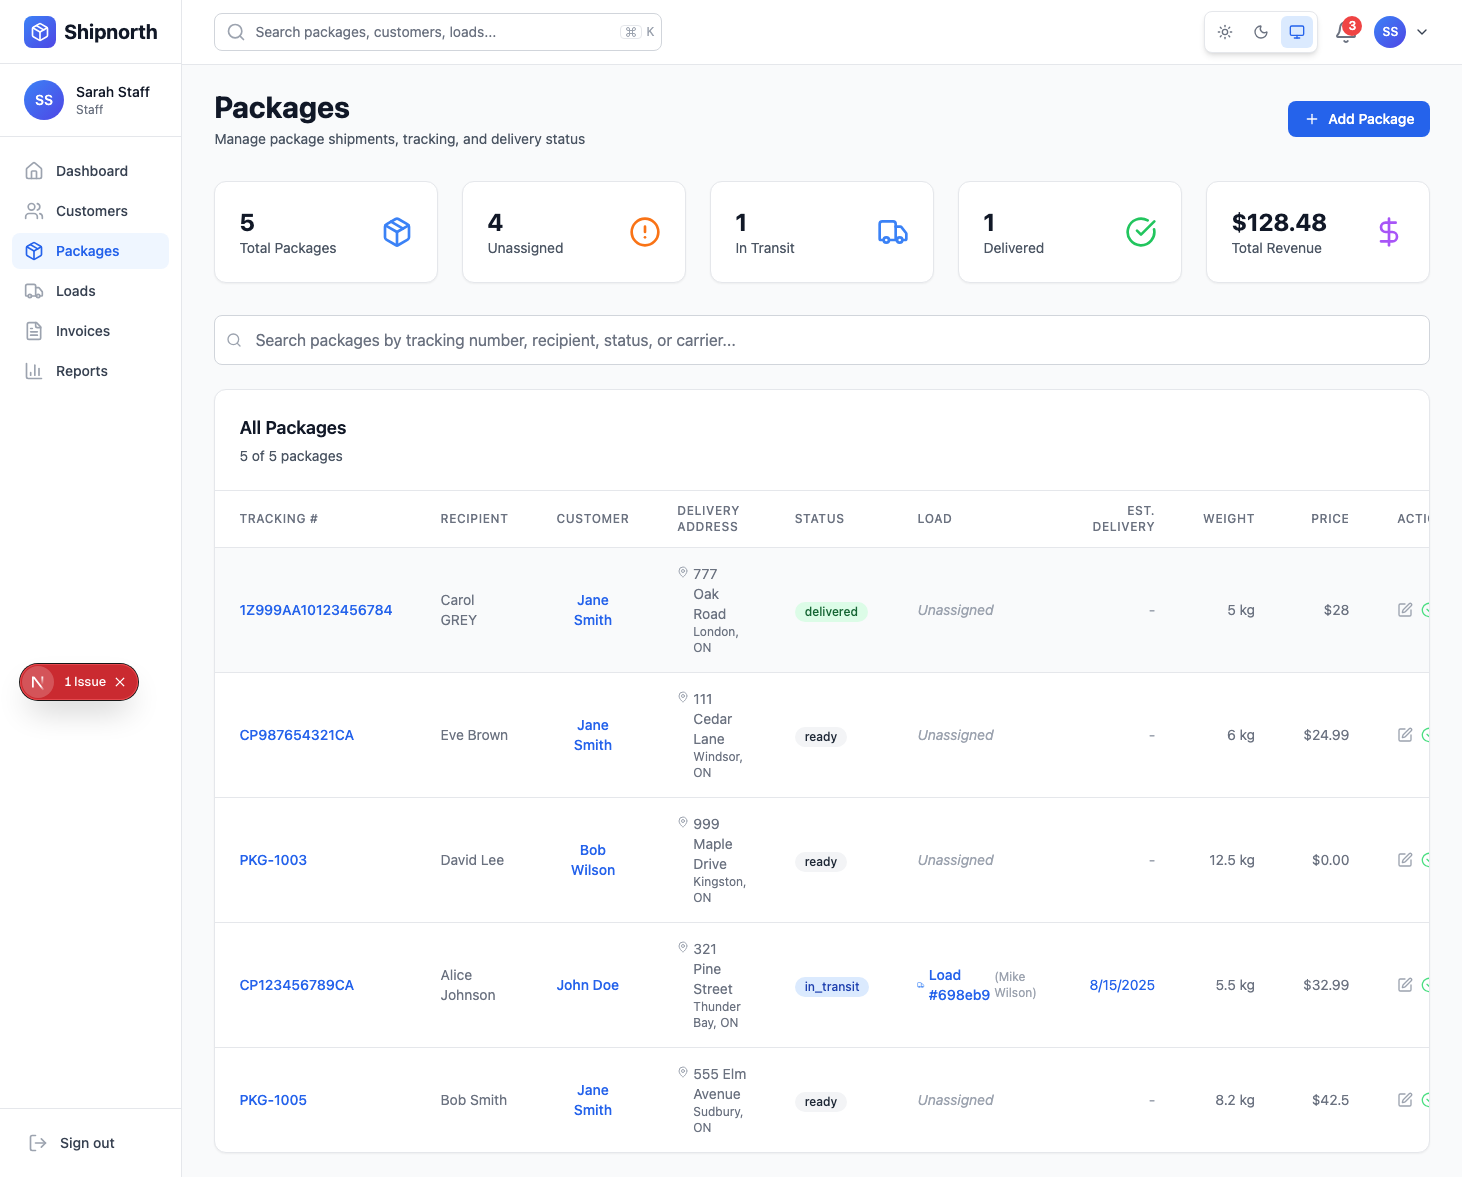 Shipnorth
Search packages, customers, loads...
⌘ K
3
SS
SS
Sarah Staff
Staff
Dashboard
Customers
Packages
Loads
Invoices
Reports
N
1 Issue
Sign out
Packages
Manage package shipments, tracking, and delivery status
Add Package
5
Total Packages
4
Unassigned
1
In Transit
1
Delivered
$128.48
Total Revenue
Search packages by tracking number, recipient, status, or carrier...
All Packages
5 of 5 packages
TRACKING #
RECIPIENT
CUSTOMER
DELIVERY
ADDRESS
STATUS
LOAD
EST.
DELIVERY
WEIGHT
PRICE
1Z999AA10123456784
Carol
GREY
Jane
Smith
777
Oak
Road
London,
ON
delivered
Unassigned
-
5 kg
$28
CP987654321CA
Eve Brown
Jane
Smith
111
Cedar
Lane
Windsor,
ON
ready
Unassigned
-
6 kg
$24.99
PKG-1003
David Lee
Bob
Wilson
999
Maple
Drive
Kingston,
ON
ready
Unassigned
-
12.5 kg
$0.00
CP123456789CA
Alice
Johnson
John Doe
321
Pine
Street
Thunder
Bay, ON
in_transit
Load
#698eb9
(Mike
Wilson)
8/15/2025
5.5 kg
$32.99
PKG-1005
Bob Smith
Jane
Smith
555 Elm
Avenue
Sudbury,
ON
ready
Unassigned
-
8.2 kg
$42.5